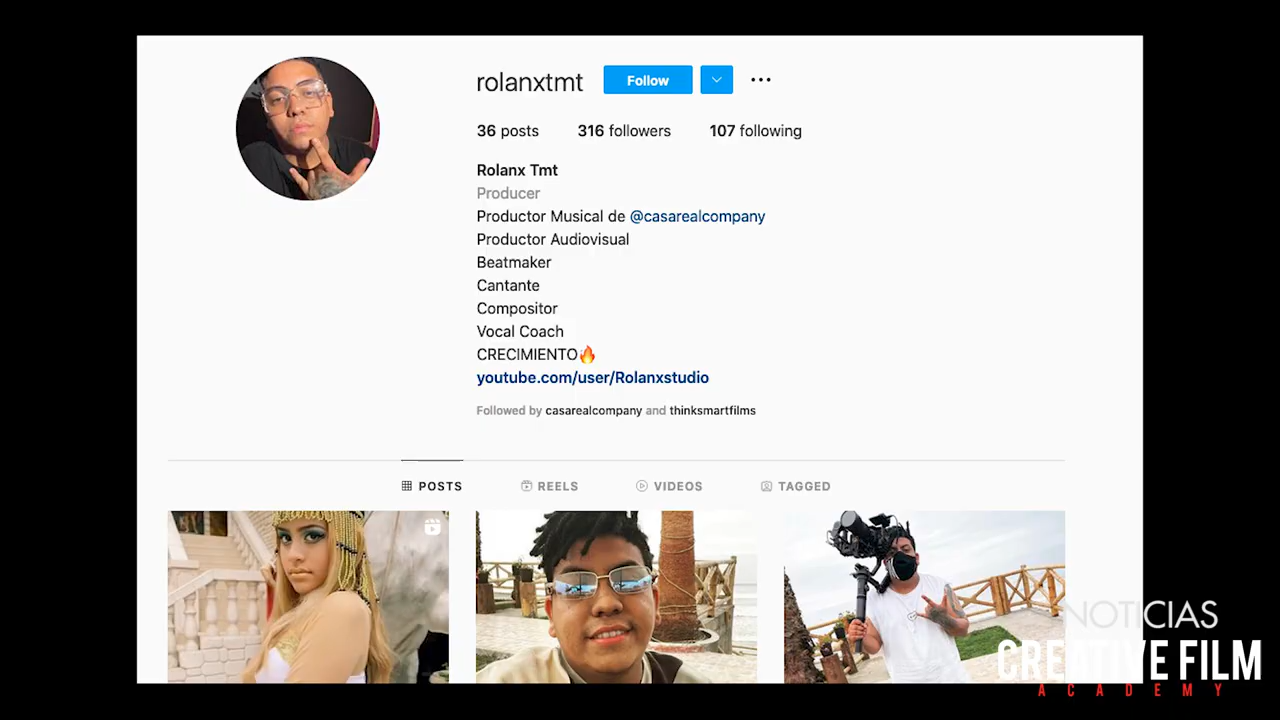 rolanxtmt Follow
36 posts 316 followers 107 following
Rolanx Tmt
Producer
Productor Musical de @casarealcompany
Productor Audiovisual
Beatmaker
Cantante
Compositor
Vocal Coach
CRECIMIENTO🔥
youtube.com/user/Rolanxstudio
Followed by casarealcompany and thinksmartfilms
POSTS REELS VIDEOS TAGGED
NOTICIAS
CREATIVE FILM
ACADEMY